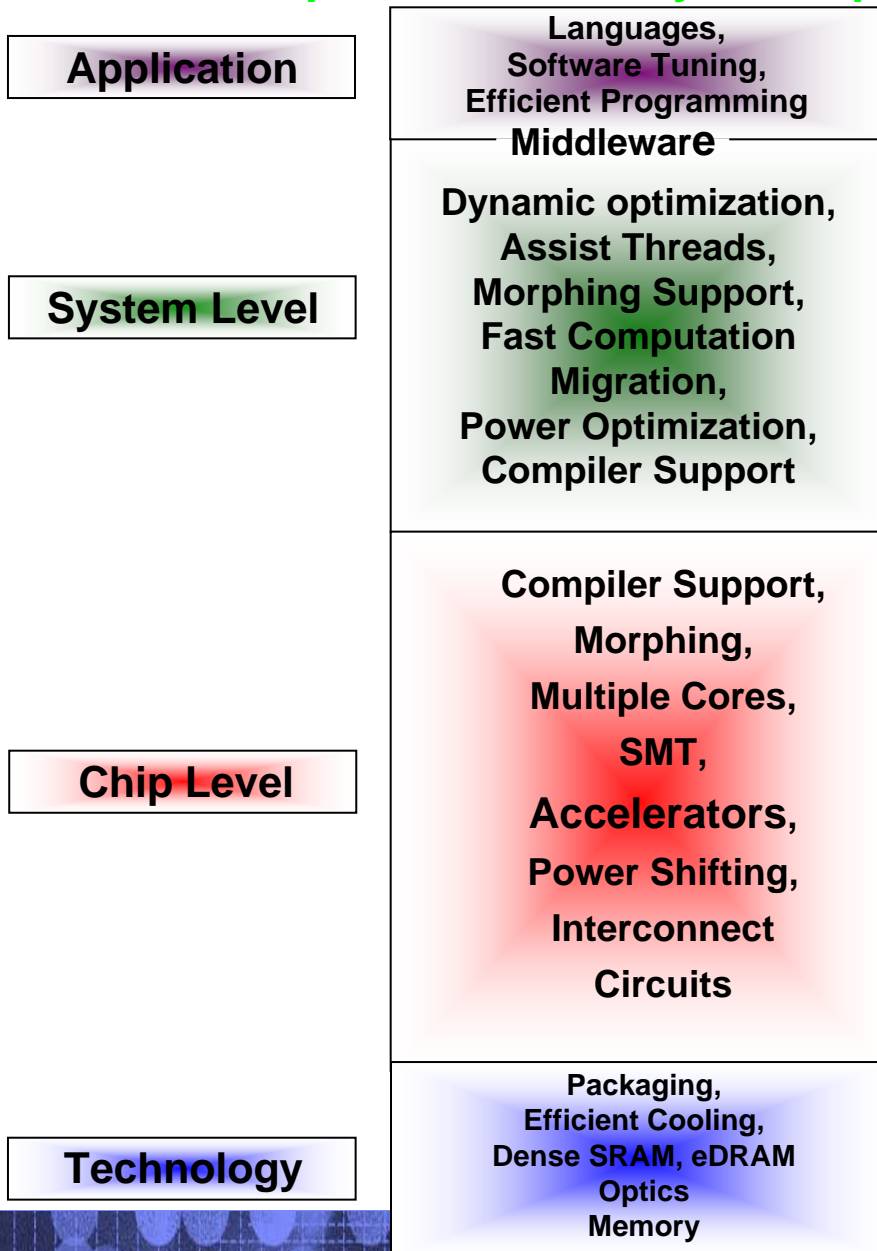 Application
Languages,
Software Tuning,
Efficient Programming
Middleware
System Level
Dynamic optimization,
Assist Threads,
Morphing Support,
Fast Computation
Migration,
Power Optimization,
Compiler Support
Chip Level
Compiler Support,
Morphing,
Multiple Cores,
SMT,
Accelerators,
Power Shifting,
Interconnect
Circuits
Technology
Packaging,
Efficient Cooling,
Dense SRAM, eDRAM
Optics
Memory